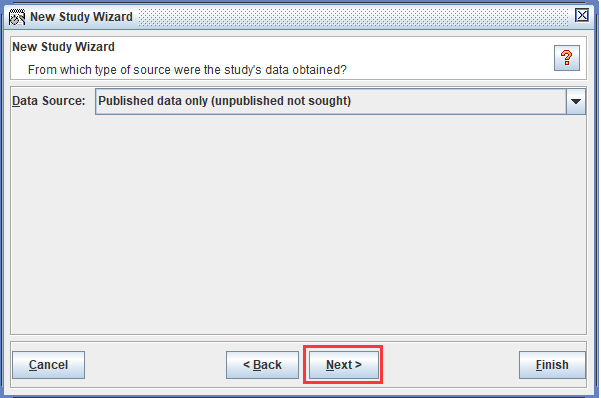 New Study Wizard
New Study Wizard
From which type of source were the study's data obtained?
?
Data Source: Published data only (unpublished not sought)
Cancel < Back Next > Finish